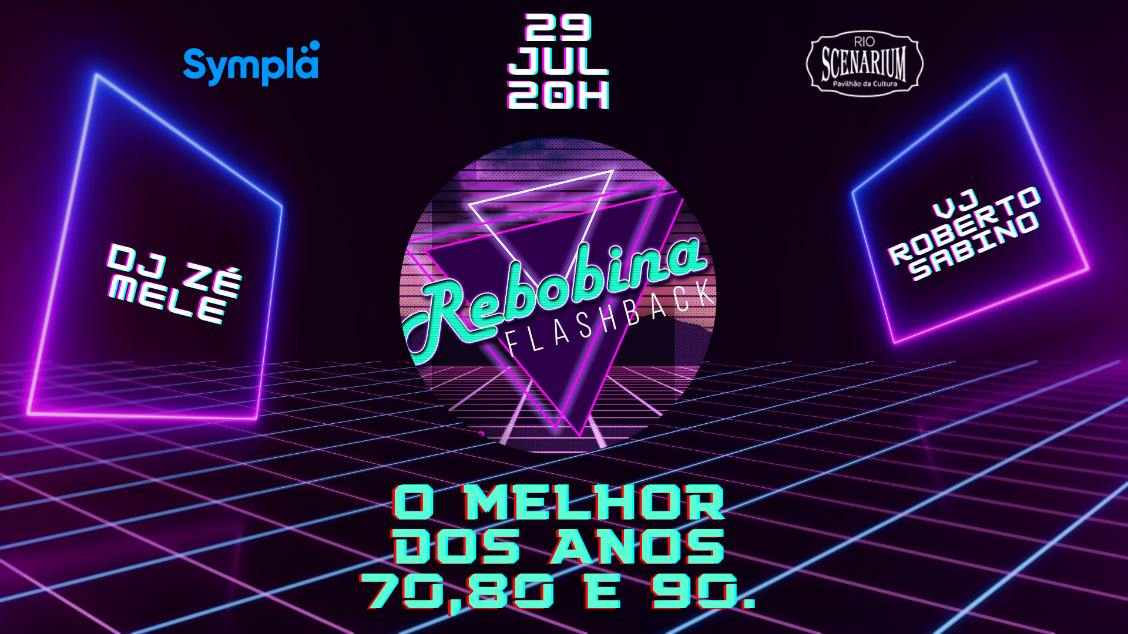 Sympla
29
JUL
20H
RIO
SCENARIUM
Pavilhão da Cultura
DJ ZÉ
MELE
VJ
ROBERTO
SABINO
Rebobina
FLASHBACK
O MELHOR
DOS ANOS
70,80 E 90.